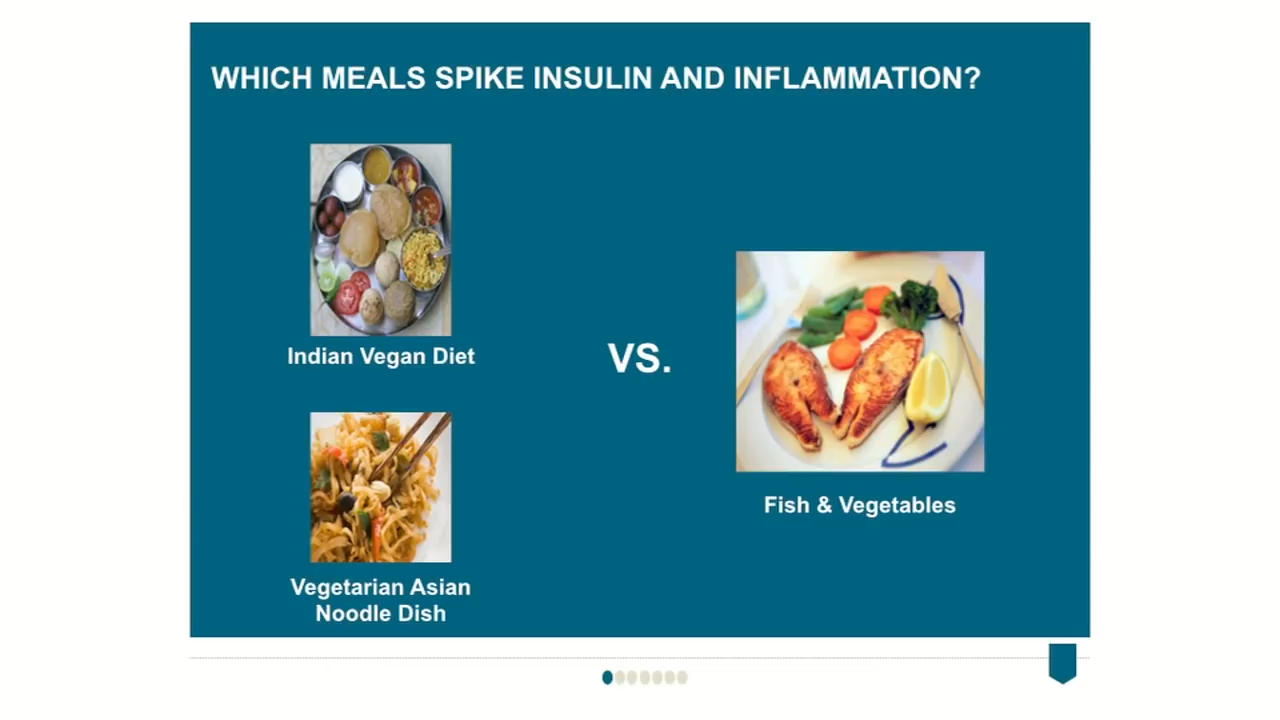 WHICH MEALS SPIKE INSULIN AND INFLAMMATION?
Indian Vegan Diet
VS.
Fish & Vegetables
Vegetarian Asian
Noodle Dish